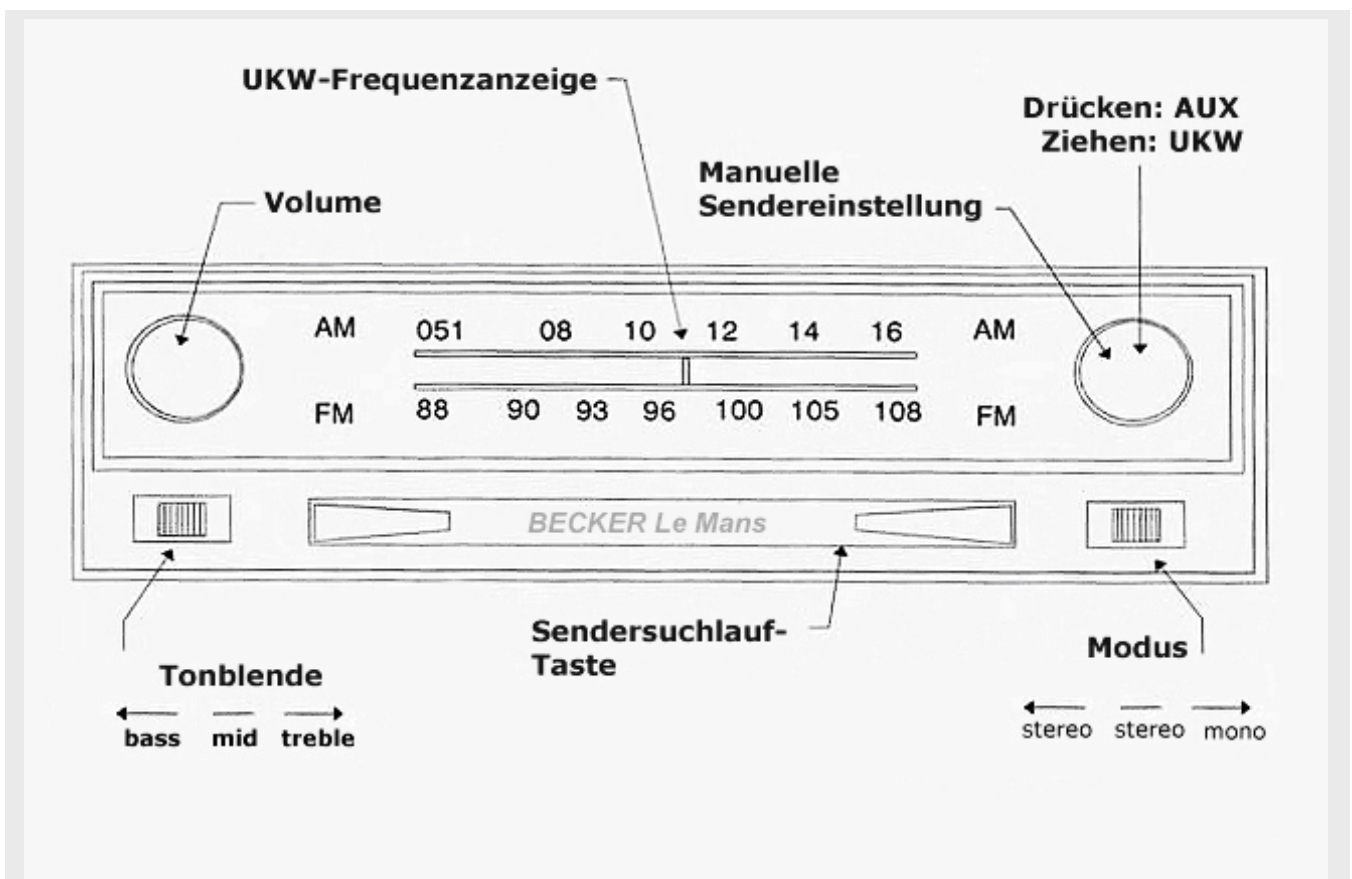 UKW-Frequenzanzeige
Drücken: AUX
Ziehen: UKW
Manuelle
Sendereinstellung
Volume
AM 051 08 10 12 14 16 AM
FM 88 90 93 96 100 105 108 FM
BECKER Le Mans
Sendersuchlauf-
Taste
Modus
Tonblende
stereo stereo mono
bass mid treble